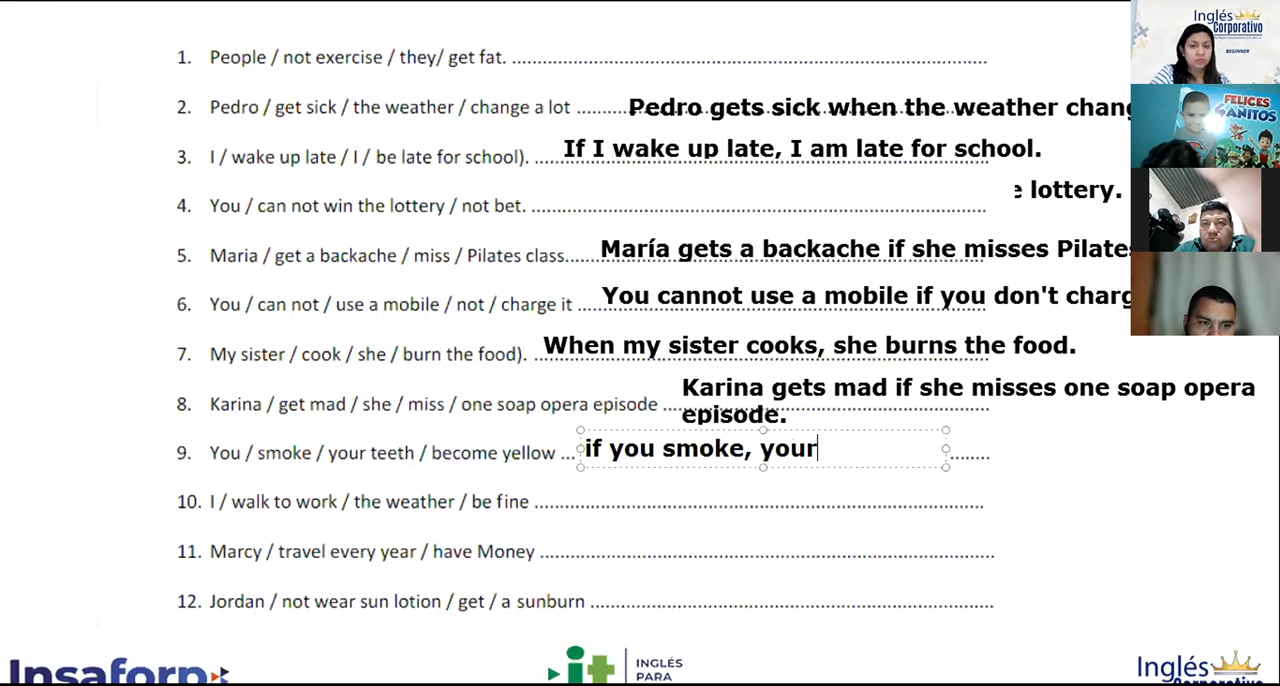 1. People / not exercise / they/ get fat. ........................................
2. Pedro / get sick / the weather / change a lot .......... Pedro gets sick when the weather chang
3. I / wake up late / I / be late for school). ..... If I wake up late, I am late for school.
lottery.
4. You / can not win the lottery / not bet. ........................................
5. Maria / get a backache / miss / Pilates class....... María gets a backache if she misses Pilate
6. You / can not / use a mobile / not / charge it .... You cannot use a mobile if you don't charg
7. My sister / cook / she / burn the food). .. When my sister cooks, she burns the food.
8. Karina / get mad / she / miss / one soap opera episode .... Karina gets mad if she misses one soap opera
episode.
9. You / smoke / your teeth / become yellow ... if you smoke, your ........
10. I / walk to work / the weather / be fine ........................................
11. Marcy / travel every year / have Money ........................................
12. Jordan / not wear sun lotion / get / a sunburn ........................................
Inglés
Corporativo
BEGINNER
FELICES
6 AÑITOS
Insaforp
it INGLÉS
PARA
Inglés
Corporativo